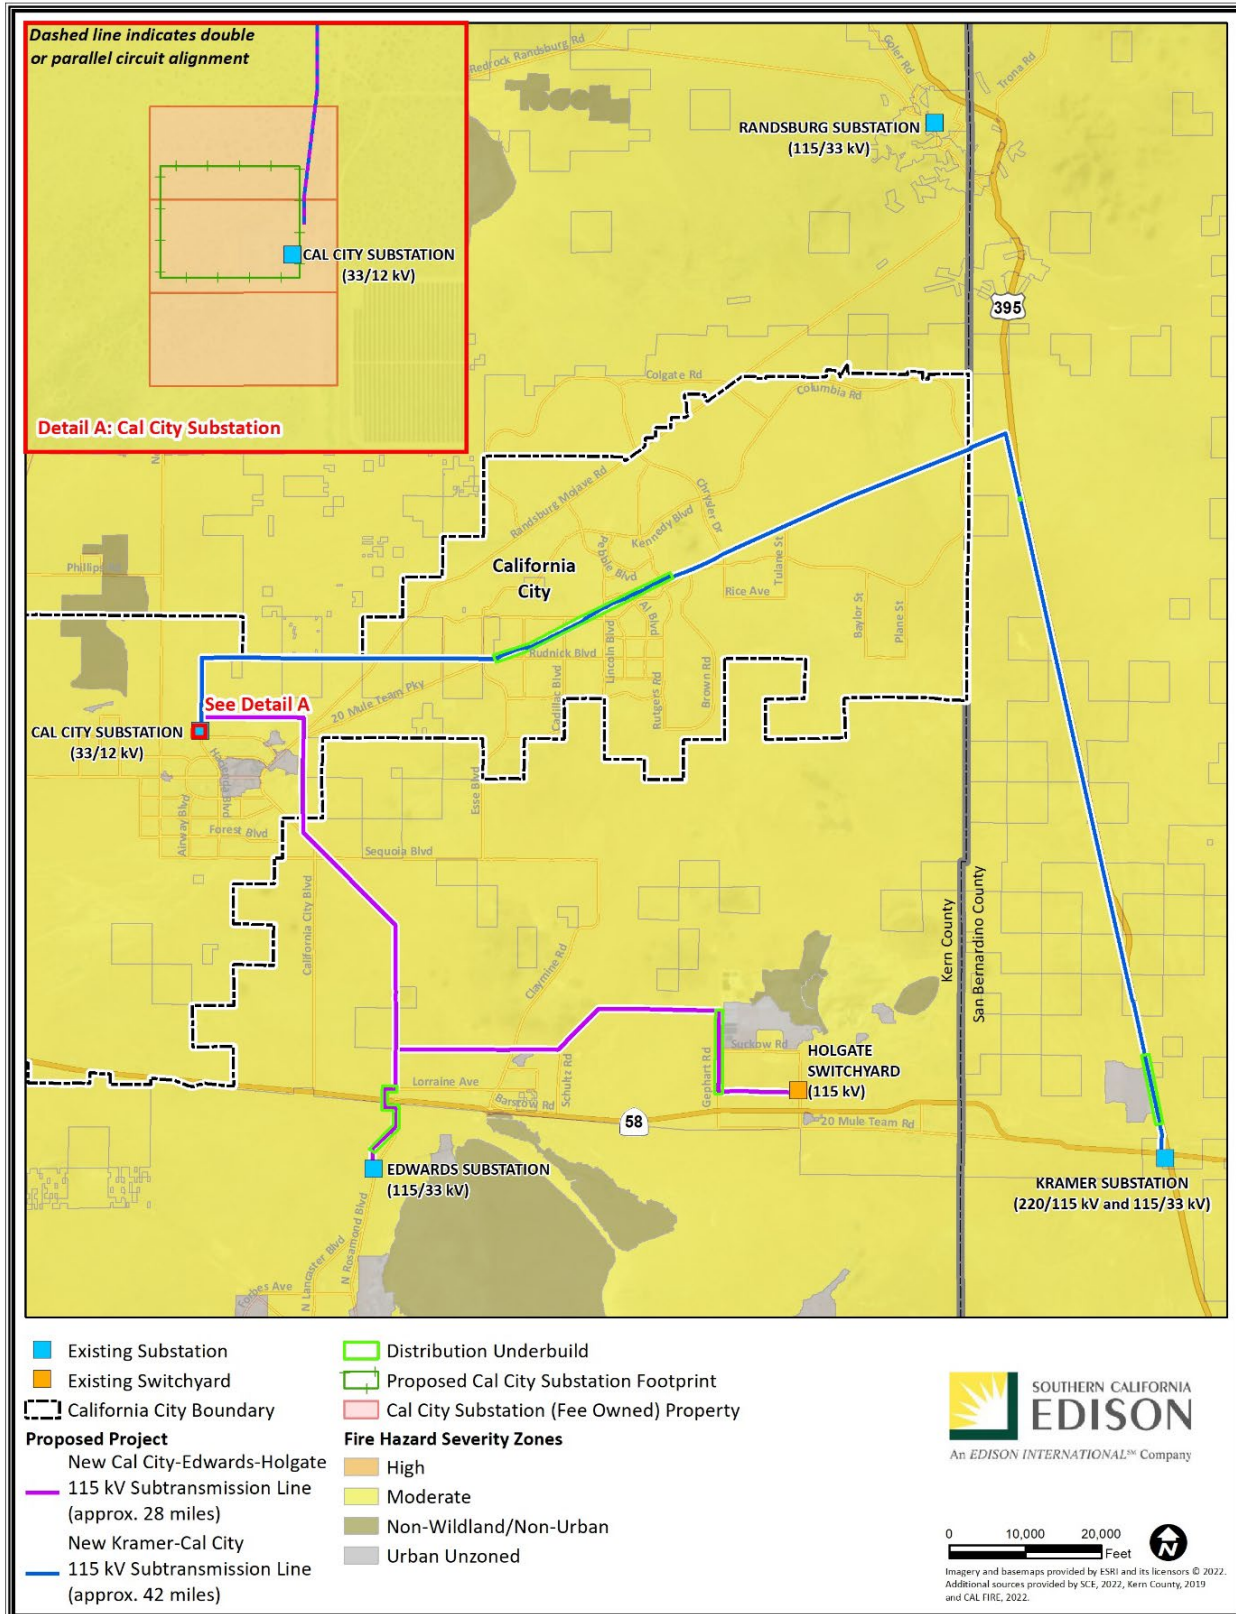 Dashed line indicates double
or parallel circuit alignment
CAL CITY SUBSTATION
(33/12 kV)
Detail A: Cal City Substation
Redrock Randsburg Rd
Goler Rd
Trona Rd
RANDSBURG SUBSTATION
(115/33 kV)
395
Colgate Rd
Columbia Rd
Randsburg Mojave Rd
Chrysler Dr
Kennedy Blvd
Pebble Blvd
California
City
Tulane St
Rice Ave
Al Blvd
Baylor St
Plane St
Phillips
Rudnick Blvd
Lincoln Blvd
20 Mule Team Pky
Cadillac Blvd
Rutgers Rd
Brown Rd
See Detail A
CAL CITY SUBSTATION
(33/12 kV)
Esse Blvd
Airway Blvd
Forest Blvd
Sequoia Blvd
California City Blvd
Claymine Rd
Kern County
San Bernardino County
Suckow Rd
HOLGATE
SWITCHYARD
(115 kV)
Gephart Rd
Lorraine Ave
Schultz Rd
Barstow Rd
58
20 Mule Team Rd
EDWARDS SUBSTATION
(115/33 kV)
KRAMER SUBSTATION
(220/115 kV and 115/33 kV)
N Rosamond Blvd
N Lancaster Blvd
Forbes Ave
Existing Substation
Existing Switchyard
California City Boundary
Proposed Project
New Cal City-Edwards-Holgate
115 kV Subtransmission Line
(approx. 28 miles)
New Kramer-Cal City
115 kV Subtransmission Line
(approx. 42 miles)
Distribution Underbuild
Proposed Cal City Substation Footprint
Cal City Substation (Fee Owned) Property
Fire Hazard Severity Zones
High
Moderate
Non-Wildland/Non-Urban
Urban Unzoned
SOUTHERN CALIFORNIA
EDISON
An EDISON INTERNATIONAL℠ Company
0 10,000 20,000
Feet
N
Imagery and basemaps provided by ESRI and its licensors © 2022.
Additional sources provided by SCE, 2022, Kern County, 2019
and CAL FIRE, 2022.